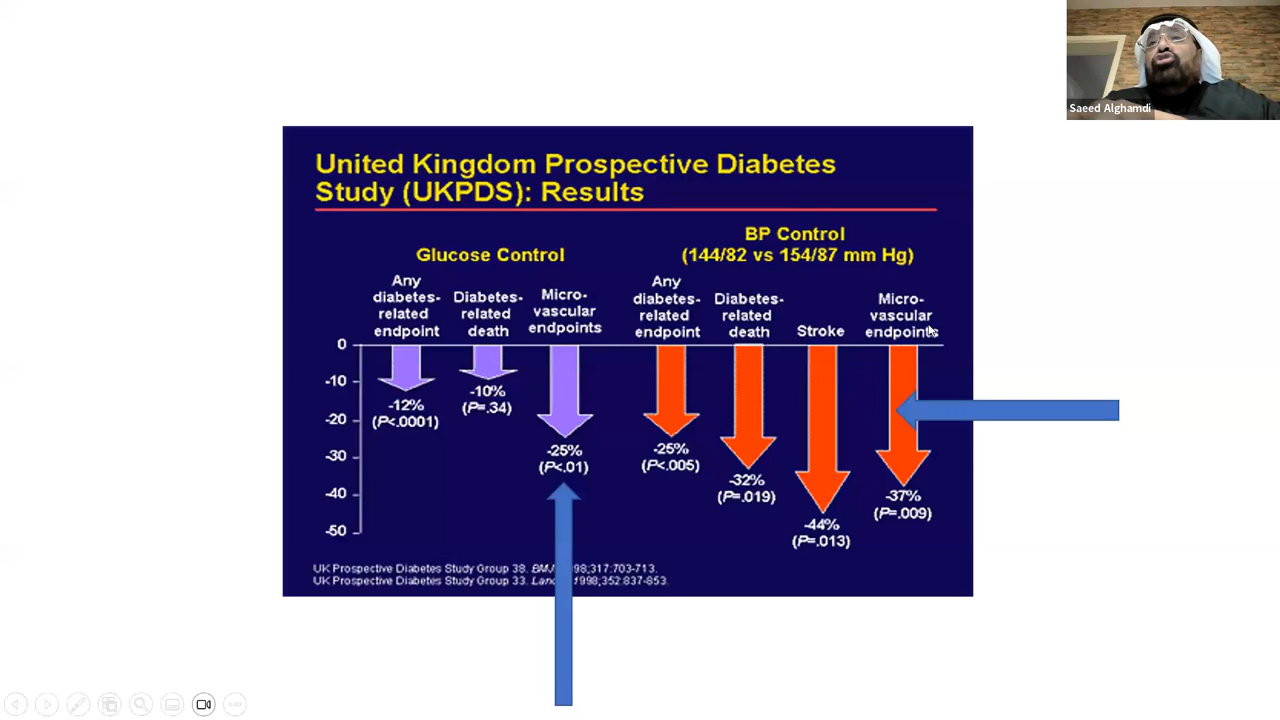 Saeed Alghamdi
United Kingdom Prospective Diabetes
Study (UKPDS): Results
Glucose Control
BP Control
(144/82 vs 154/87 mm Hg)
Any
diabetes-
related
endpoint
Diabetes-
related
death
Micro-
vascular
endpoints
Any
diabetes-
related
endpoint
Diabetes-
related
death
Stroke
Micro-
vascular
endpoints
0
-10
-20
-30
-40
-50
-12%
(P<.0001)
-10%
(P=.34)
-25%
(P<.01)
-25%
(P<.005)
-32%
(P=.019)
-44%
(P=.013)
-37%
(P=.009)
UK Prospective Diabetes Study Group 38. 98;317:703-713.
UK Prospective Diabetes Study Group 33. 1998;352:837-853.